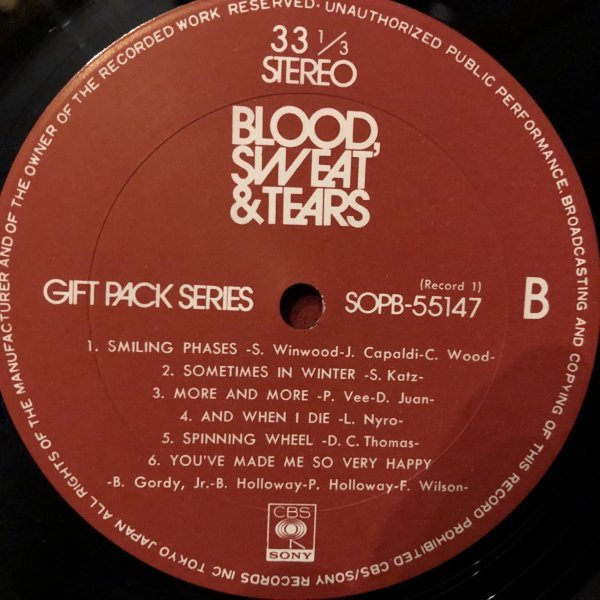 ALL RIGHTS OF THE MANUFACTURER AND OF THE OWNER OF THE RECORDED WORK RESERVED. UNAUTHORIZED PUBLIC PERFORMANCE, BROADCASTING AND COPYING OF THIS RECORD PROHIBITED CBS/SONY RECORDS INC TOKYO JAPAN
33 1/3
STEREO
BLOOD,
SWEAT
&TEARS
(Record 1)
GIFT PACK SERIES SOPB-55147 B
1. SMILING PHASES -S. Winwood-J. Capaldi-C. Wood-
2. SOMETIMES IN WINTER -S. Katz-
3. MORE AND MORE -P. Vee-D. Juan-
4. AND WHEN I DIE -L. Nyro-
5. SPINNING WHEEL -D. C. Thomas-
6. YOU'VE MADE ME SO VERY HAPPY
-B. Gordy, Jr.-B. Holloway-P. Holloway-F. Wilson-
CBS
SONY